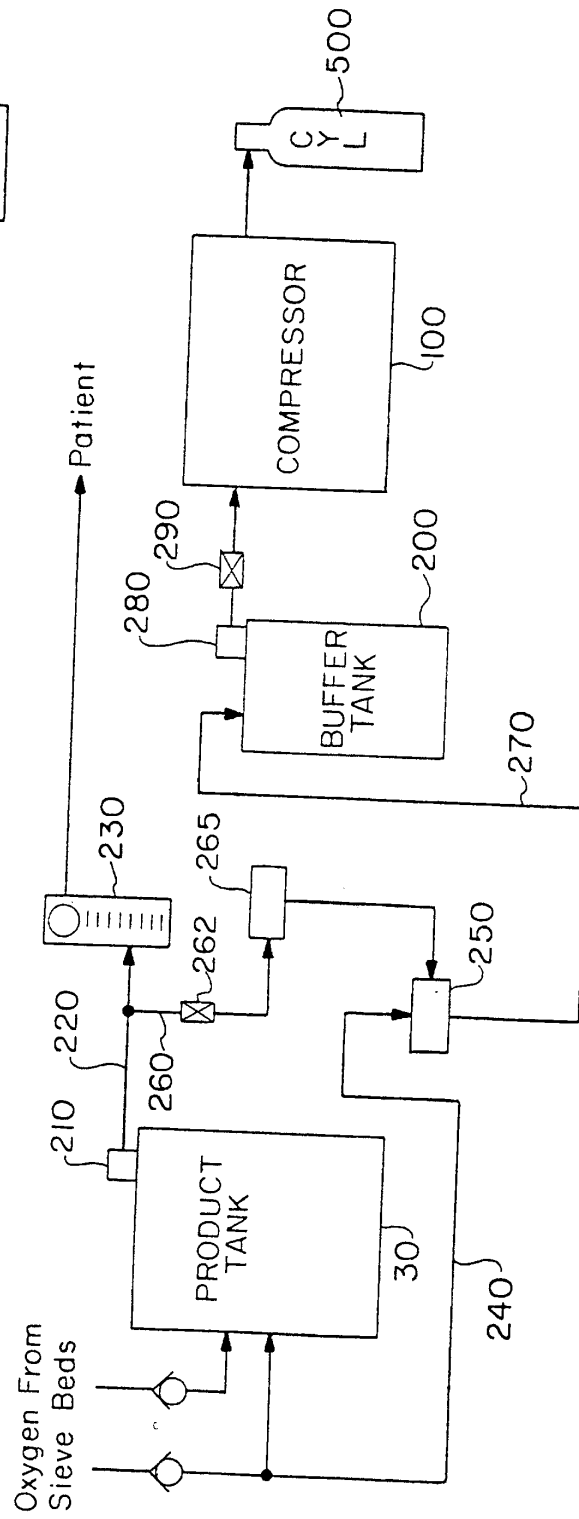 Oxygen From
Sieve Beds
210
220
230
Patient
PRODUCT
TANK
30
240
260
262
265
250
270
280
290
BUFFER
TANK
200
COMPRESSOR
100
CYL
500